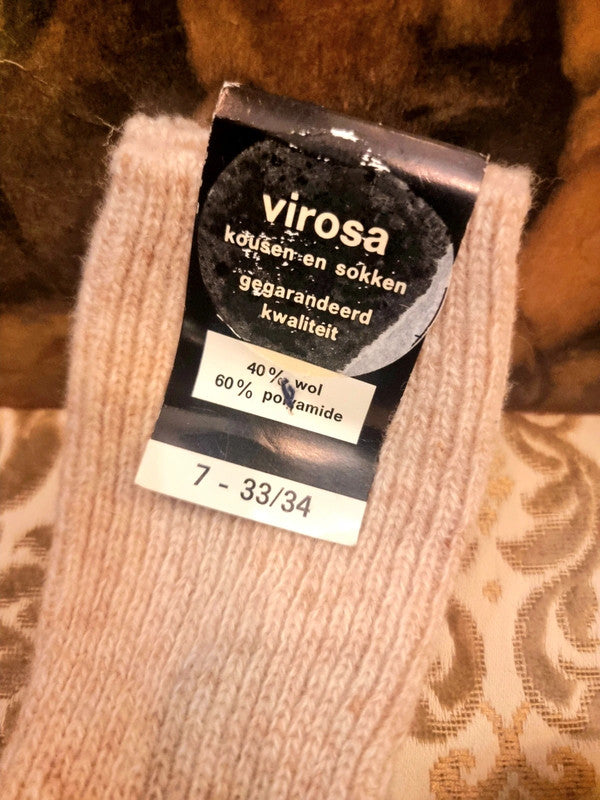 virosa
kousen en sokken
gegarandeerd
kwaliteit
40% wol
60% polyamide
7 - 33/34